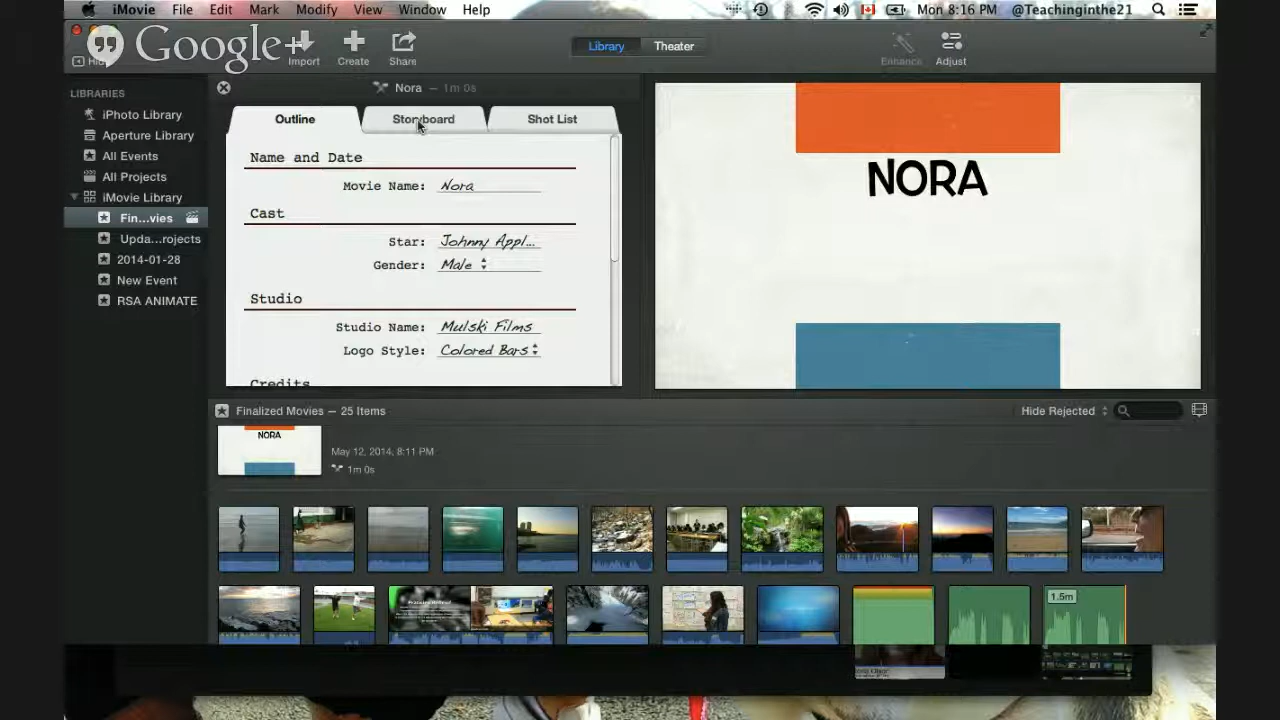 iMovie File Edit Mark Modify View Window Help Mon 8:16 PM @Teachinginthe21
Google+
Import Create Share Library Theater Enhance Adjust
LIBRARIES
iPhoto Library
Aperture Library
All Events
All Projects
iMovie Library
Fin...vies
Upda...rojects
2014-01-28
New Event
RSA ANIMATE
Nora — 1m 0s
Outline Storyboard Shot List
Name and Date
Movie Name: Nora
Cast
Star: Johnny Appl...
Gender: Male
Studio
Studio Name: Mulski Films
Logo Style: Colored Bars
Credits
NORA
Finalized Movies — 25 Items Hide Rejected
NORA
May 12, 2014, 8:11 PM
1m 0s
1.5m